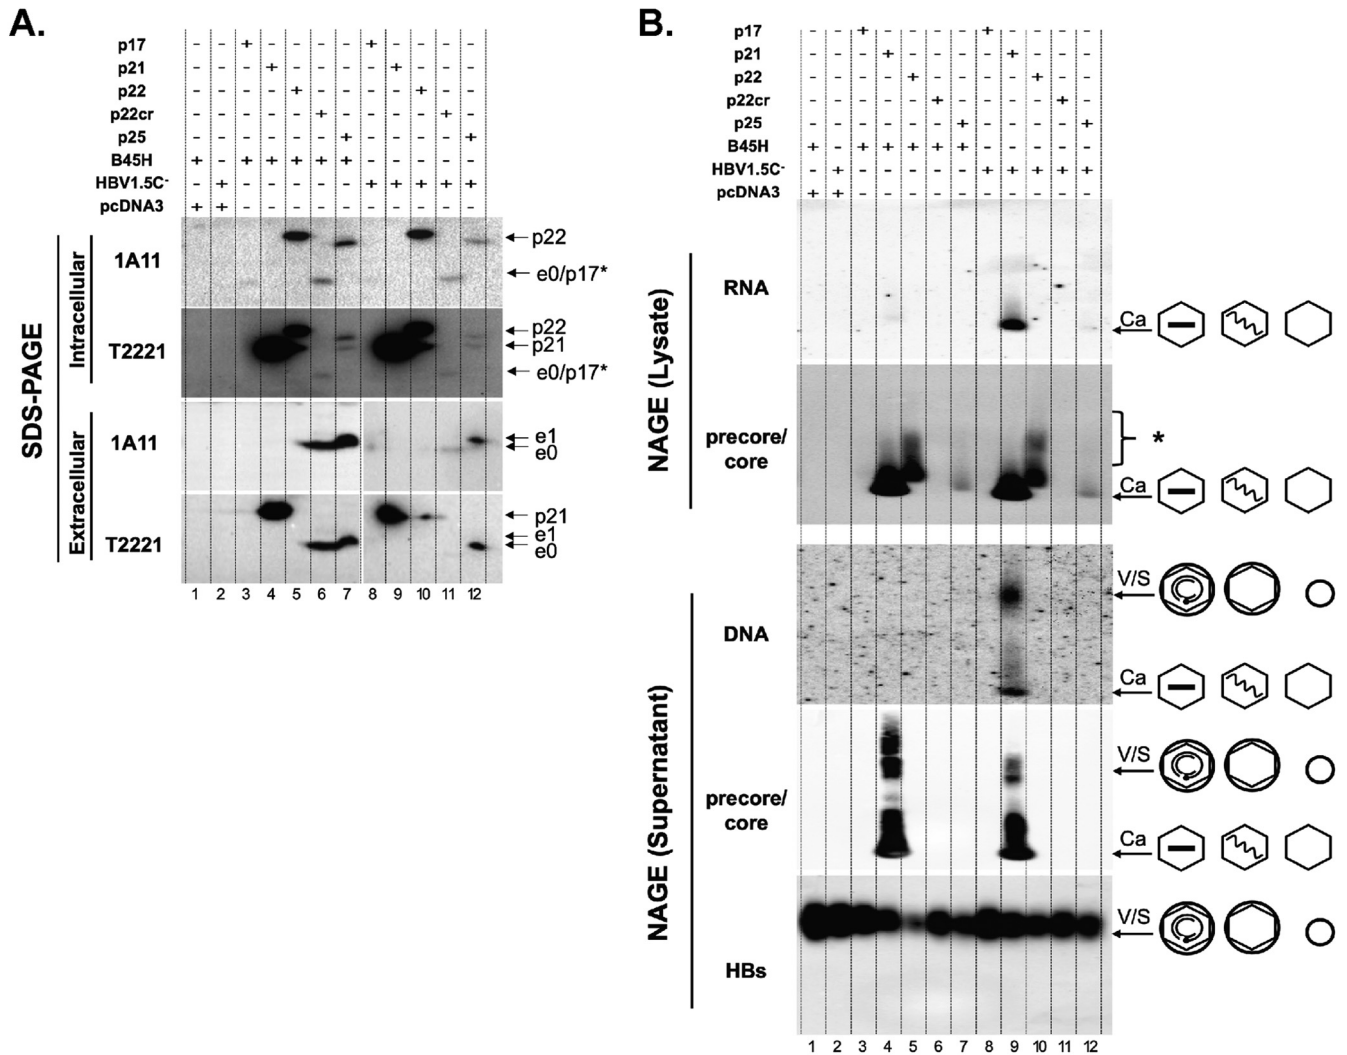 A.
p17 - - + - - - - + - - - -
p21 - - - + - - - - + - - -
p22 - - - - + - - - - + - -
p22cr - - - - - + - - - - + -
p25 - - - - - - + - - - - +
B45H + - + + + + + - - - - -
HBV1.5C- - + - - - - - + + + + +
pcDNA3 + + - - - - - - - - - -
SDS-PAGE
Intracellular
1A11
p22
e0/p17*
T2221
p22
p21
e0/p17*
Extracellular
1A11
e1
e0
T2221
p21
e1
e0
1 2 3 4 5 6 7 8 9 10 11 12
B.
p17 - - + - - - - + - - - -
p21 - - - + - - - - + - - -
p22 - - - - + - - - - + - -
p22cr - - - - - + - - - - + -
p25 - - - - - - + - - - - +
B45H + - + + + + + - - - - -
HBV1.5C- - + - - - - - + + + + +
pcDNA3 + + - - - - - - - - - -
NAGE (Lysate)
RNA
Ca
precore/
core
*
Ca
NAGE (Supernatant)
DNA
V/S
Ca
precore/
core
V/S
Ca
HBs
V/S
1 2 3 4 5 6 7 8 9 10 11 12